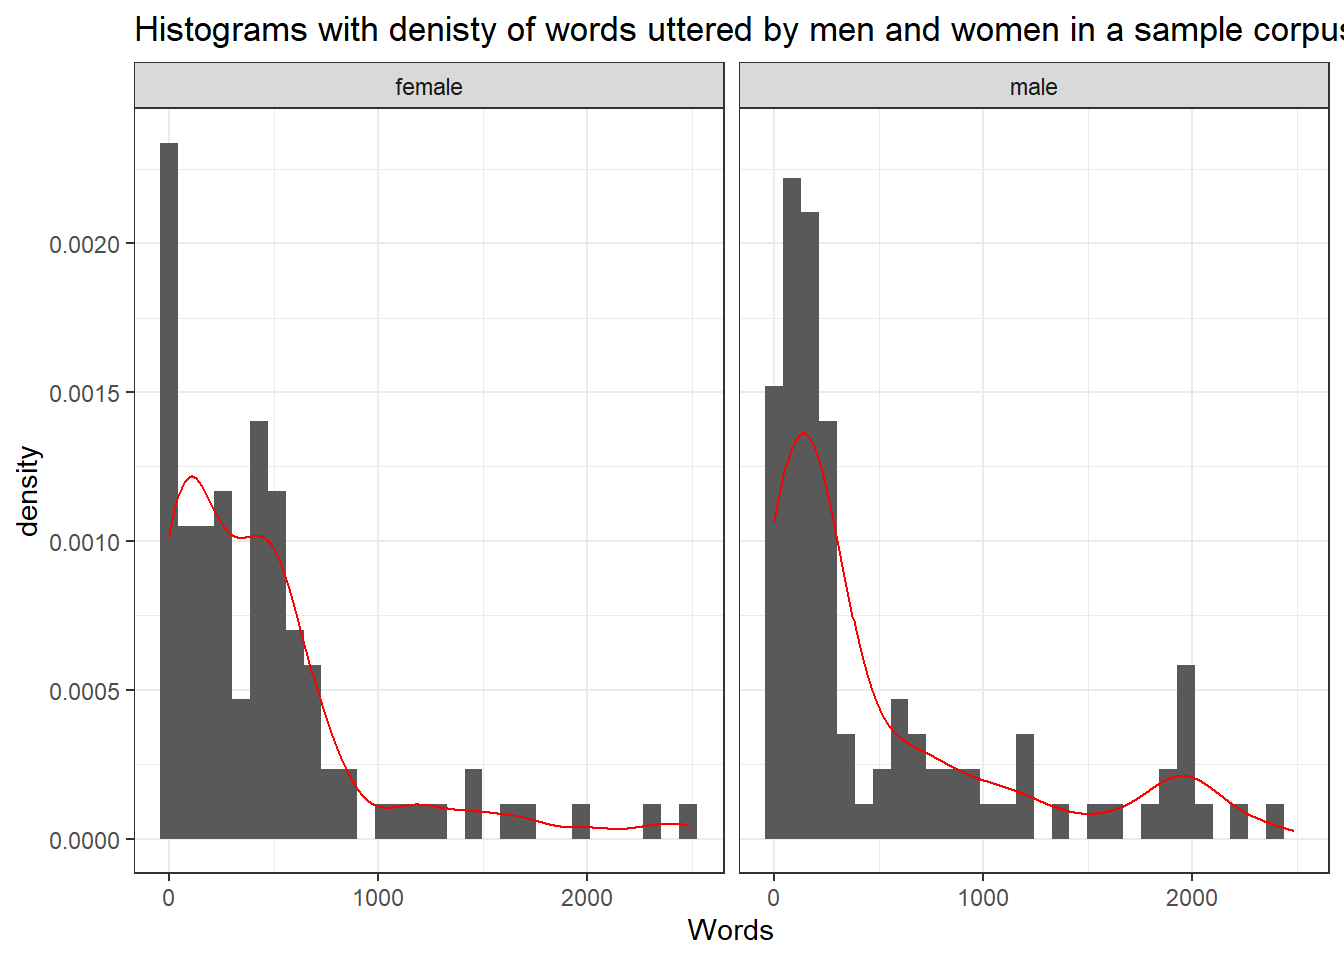 Histograms with denisty of words uttered by men and women in a sample corpus
female
male
density
0.0020
0.0015
0.0010
0.0005
0.0000
0
1000
2000
0
1000
2000
Words